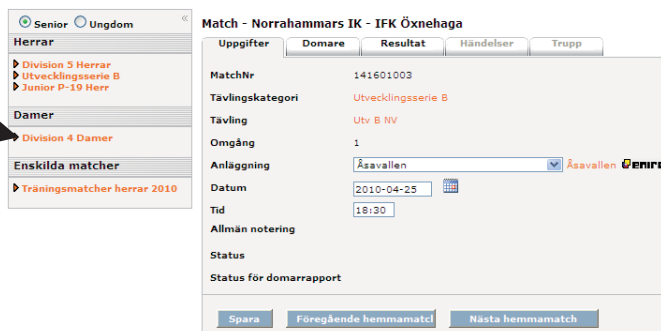 Senior Ungdom «
Herrar
Division 5 Herrar
Utvecklingsserie B
Junior P-19 Herr
Damer
Division 4 Damer
Enskilda matcher
Träningsmatcher herrar 2010
Match - Norrahammars IK - IFK Öxnehaga
Uppgifter Domare Resultat Händelser Trupp
MatchNr 141601003
Tävlingskategori Utvecklingsserie B
Tävling Utv B NV
Omgång 1
Anläggning Åsavallen Åsavallen eniro
Datum 2010-04-25
Tid 18:30
Allmän notering
Status
Status för domarrapport
Spara Föregående hemmamatcl Nästa hemmamatch